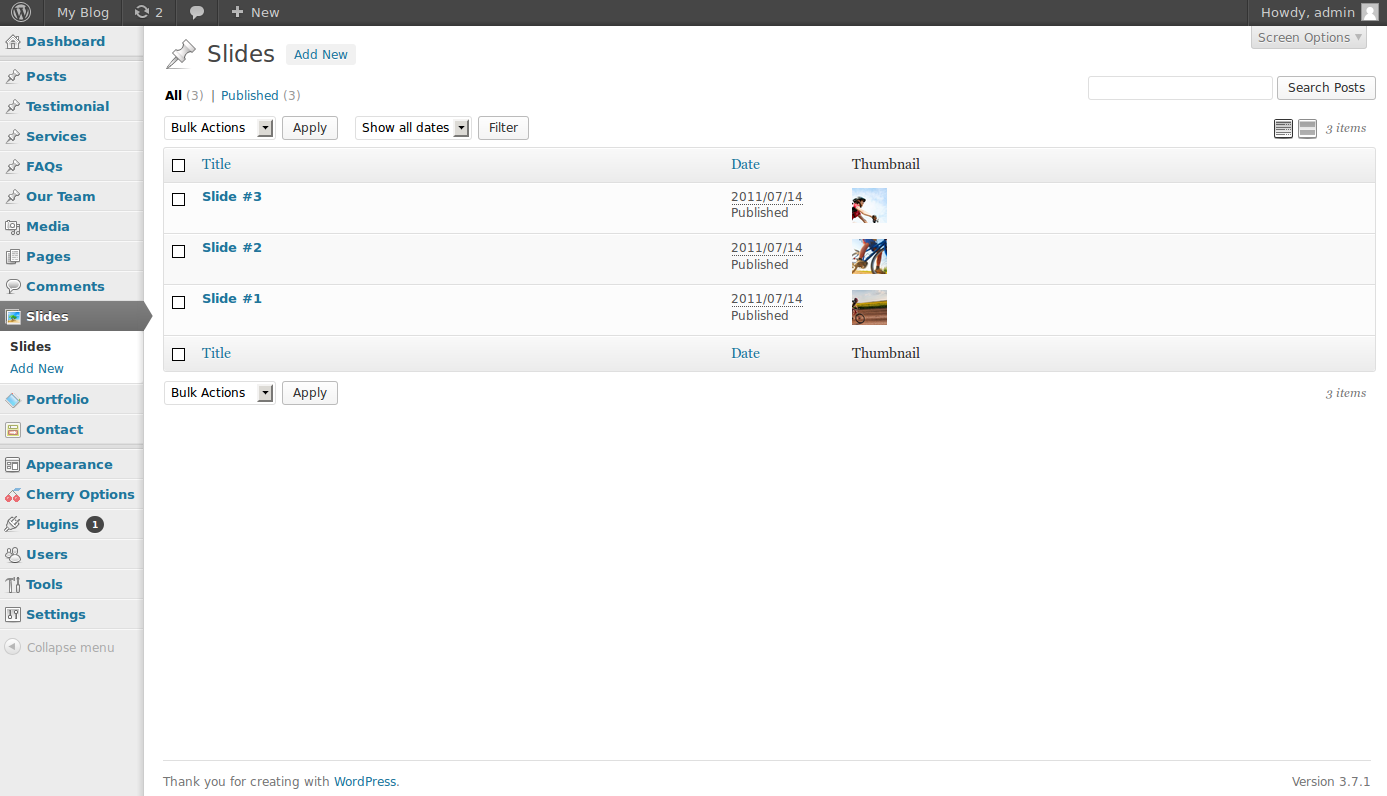 My Blog 2 New Howdy, admin
Screen Options
Dashboard
Posts
Testimonial
Services
FAQs
Our Team
Media
Pages
Comments
Slides
Slides
Add New
Portfolio
Contact
Appearance
Cherry Options
Plugins 1
Users
Tools
Settings
Collapse menu
Slides Add New
All (3) | Published (3)
Search Posts
Bulk Actions Apply Show all dates Filter 3 items
Title Date Thumbnail
Slide #3 2011/07/14
Published
Slide #2 2011/07/14
Published
Slide #1 2011/07/14
Published
Title Date Thumbnail
Bulk Actions Apply 3 items
Thank you for creating with WordPress. Version 3.7.1